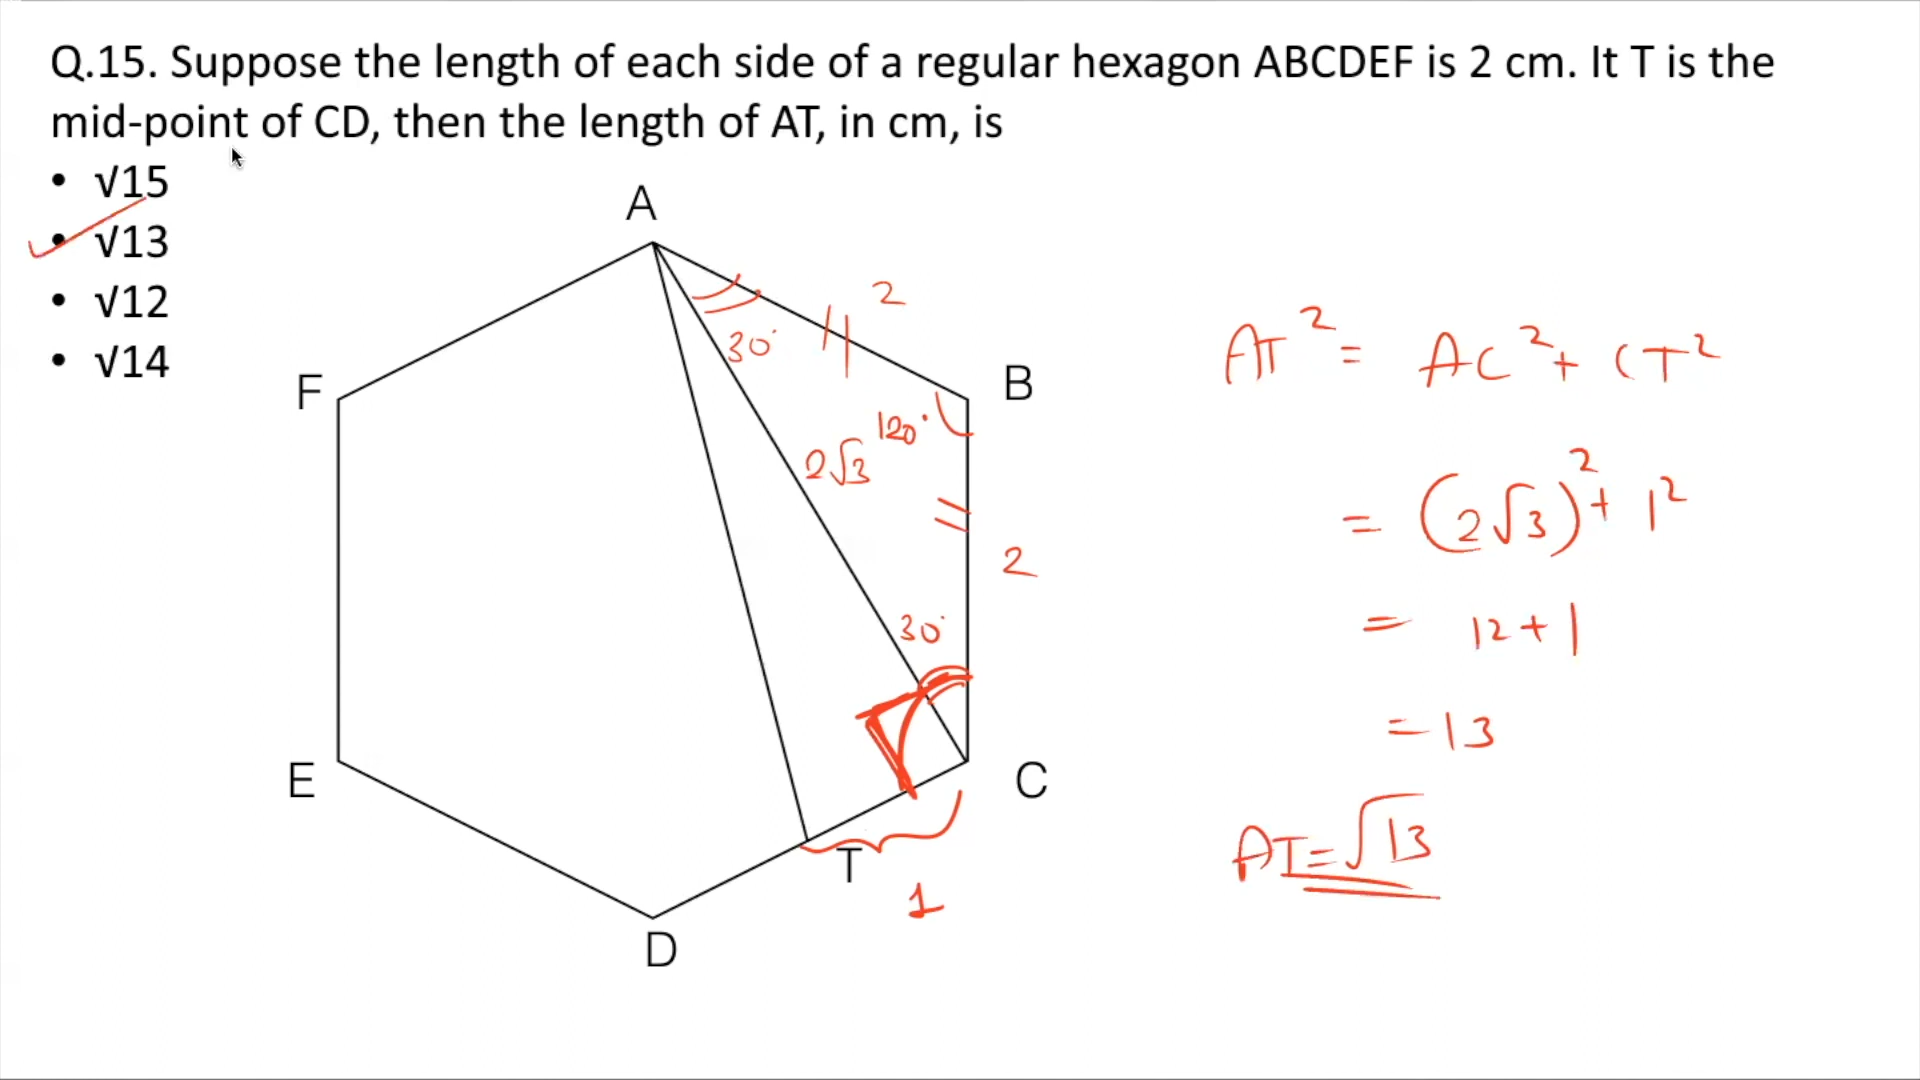 Q.15. Suppose the length of each side of a regular hexagon ABCDEF is 2 cm. It T is the
mid-point of CD, then the length of AT, in cm, is
• √15
• √13
• √12
• √14
A
2
30°
F
B
120°
2√3
2
30°
E
C
T
1
D
AT² = AC² + CT²
= (2√3)² + 1²
= 12 + 1
= 13
AT = √13